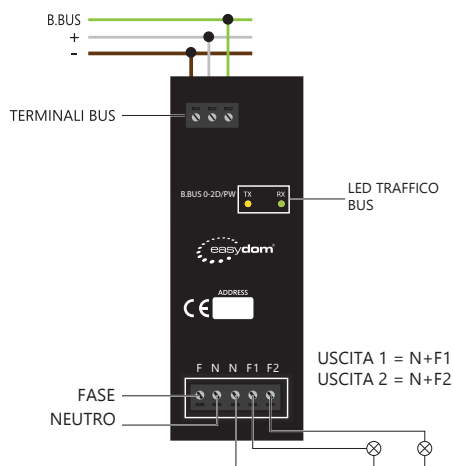 B.BUS
+
-
TERMINALI BUS
B.BUS 0-2D/PW
TX RX
LED TRAFFICO
BUS
easydom
ADDRESS
CE
F N N F1 F2
USCITA 1 = N+F1
USCITA 2 = N+F2
FASE
NEUTRO